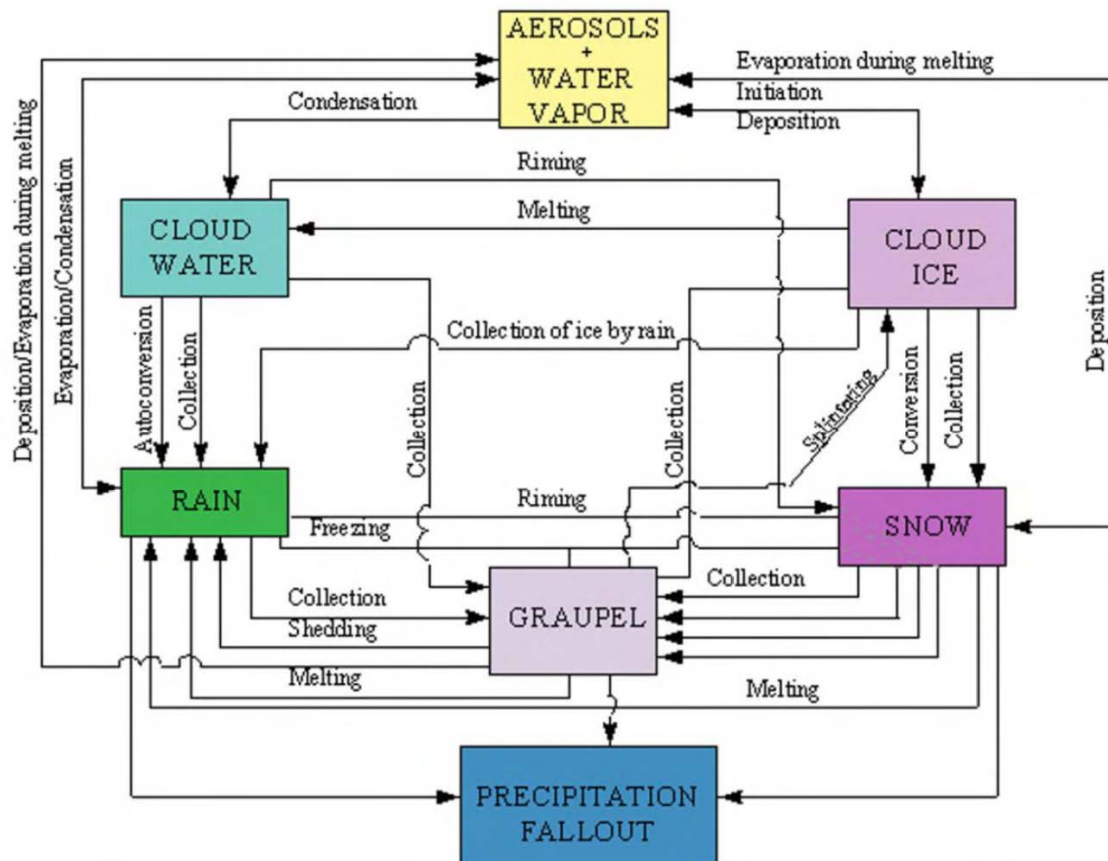 AEROSOLS
+
WATER
VAPOR
Evaporation during melting
Initiation
Deposition
Condensation
Riming
Melting
CLOUD
WATER
CLOUD
ICE
Deposition/Evaporation during melting
Evaporation/Condensation
Deposition
Autoconversion
Collection
Collection of ice by rain
Collection
Collection
Splintering
Conversion
Collection
RAIN
Riming
SNOW
Freezing
Collection
GRAUPEL
Collection
Shedding
Melting
Melting
PRECIPITATION
FALLOUT